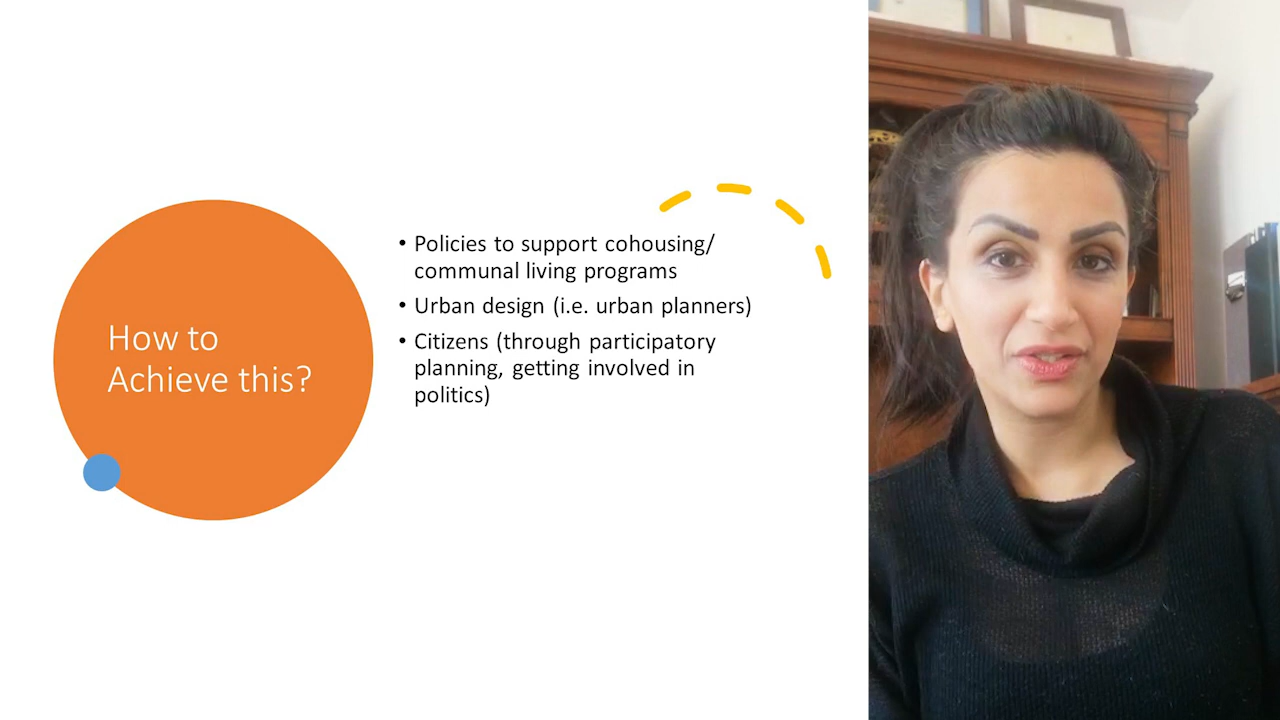 How to
Achieve this?
• Policies to support cohousing/
communal living programs
• Urban design (i.e. urban planners)
• Citizens (through participatory
planning, getting involved in
politics)